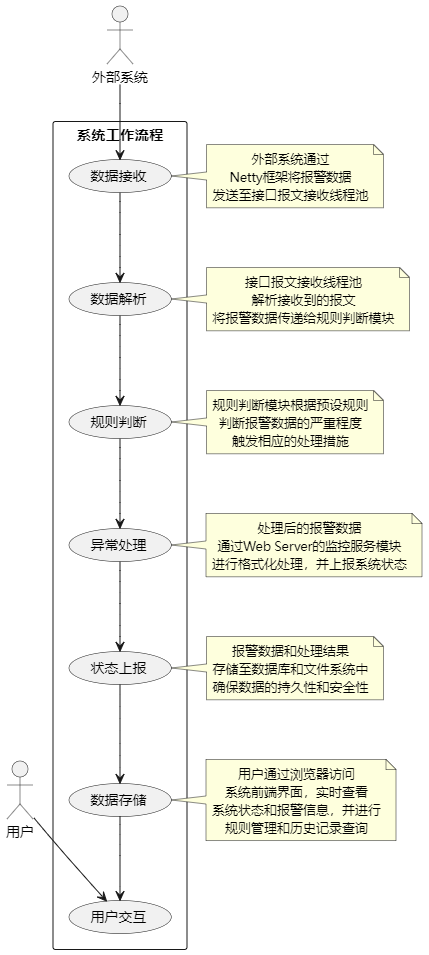 外部系统
系统工作流程
数据接收
外部系统通过
Netty框架将报警数据
发送至接口报文接收线程池
数据解析
接口报文接收线程池
解析接收到的报文
将报警数据传递给规则判断模块
规则判断
规则判断模块根据预设规则
判断报警数据的严重程度
触发相应的处理措施
异常处理
处理后的报警数据
通过Web Server的监控服务模块
进行格式化处理，并上报系统状态
状态上报
报警数据和处理结果
存储至数据库和文件系统中
确保数据的持久性和安全性
数据存储
用户通过浏览器访问
系统前端界面，实时查看
系统状态和报警信息，并进行
规则管理和历史记录查询
用户
用户交互